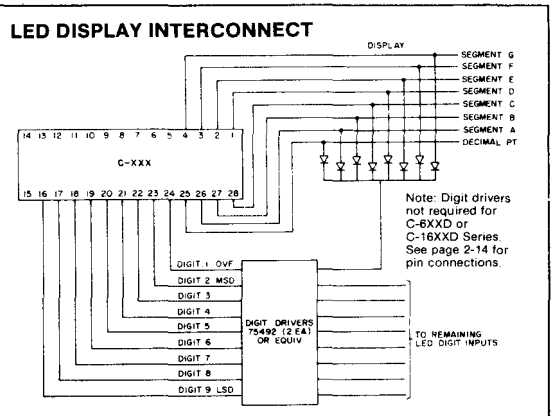 LED DISPLAY INTERCONNECT
DISPLAY
SEGMENT G
SEGMENT F
SEGMENT E
SEGMENT D
SEGMENT C
SEGMENT B
SEGMENT A
DECIMAL PT
14 13 12 11 10 9 8 7 6 5 4 3 2 1
C-XXX
15 16 17 18 19 20 21 22 23 24 25 26 27 28
Note: Digit drivers
not required for
C-6XXD or
C-16XXD Series.
See page 2-14 for
pin connections.
DIGIT 1 OVF
DIGIT 2 MSD
DIGIT 3
DIGIT 4
DIGIT 5
DIGIT 6
DIGIT 7
DIGIT 8
DIGIT 9 LSD
DIGIT DRIVERS
75492 (2 EA)
OR EQUIV
TO REMAINING
LED DIGIT INPUTS